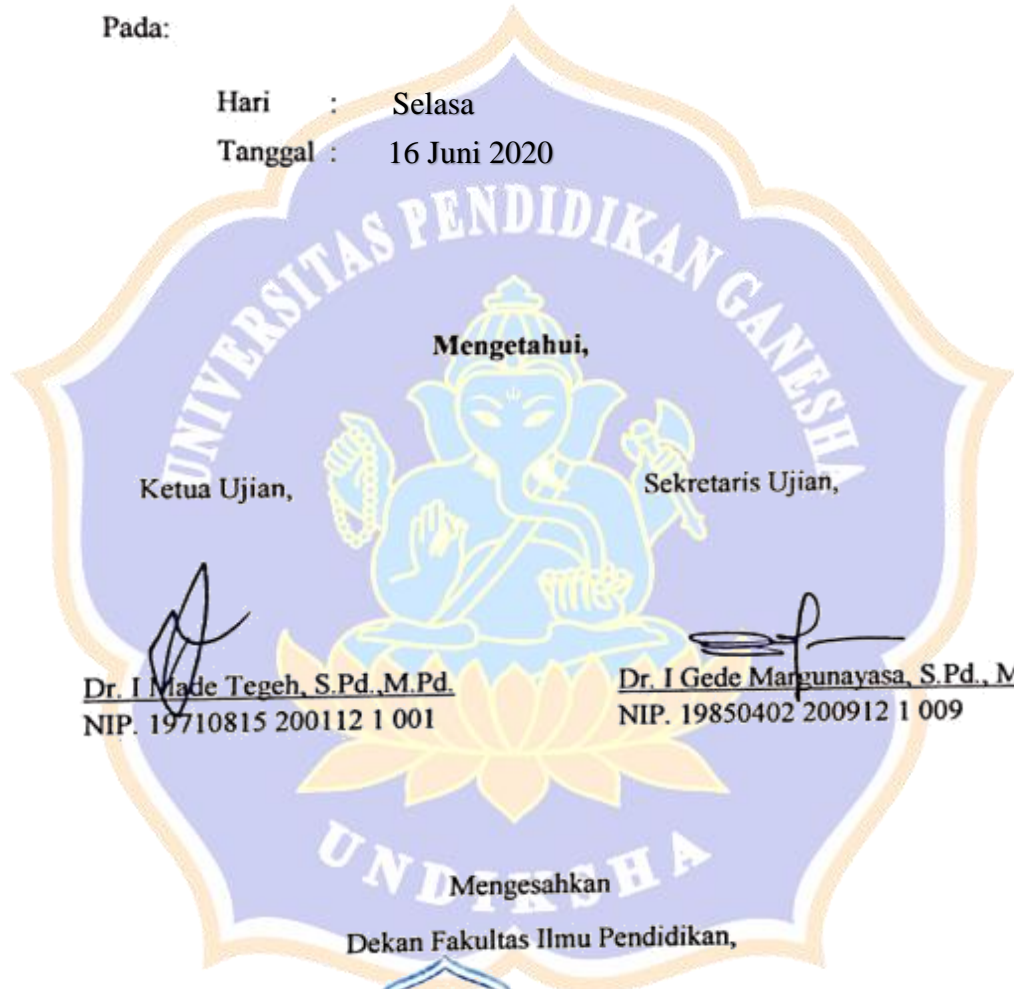 Pada:
Hari : Selasa
Tanggal : 16 Juni 2020
UNIVERSITAS PENDIDIKAN GANESHA
Mengetahui,
Ketua Ujian,
Sekretaris Ujian,
Dr. I Made Tegeh, S.Pd.,M.Pd.
NIP. 19710815 200112 1 001
Dr. I Gede Margunayasa, S.Pd., M
NIP. 19850402 200912 1 009
UNDIKSHA
Mengesahkan
Dekan Fakultas Ilmu Pendidikan,